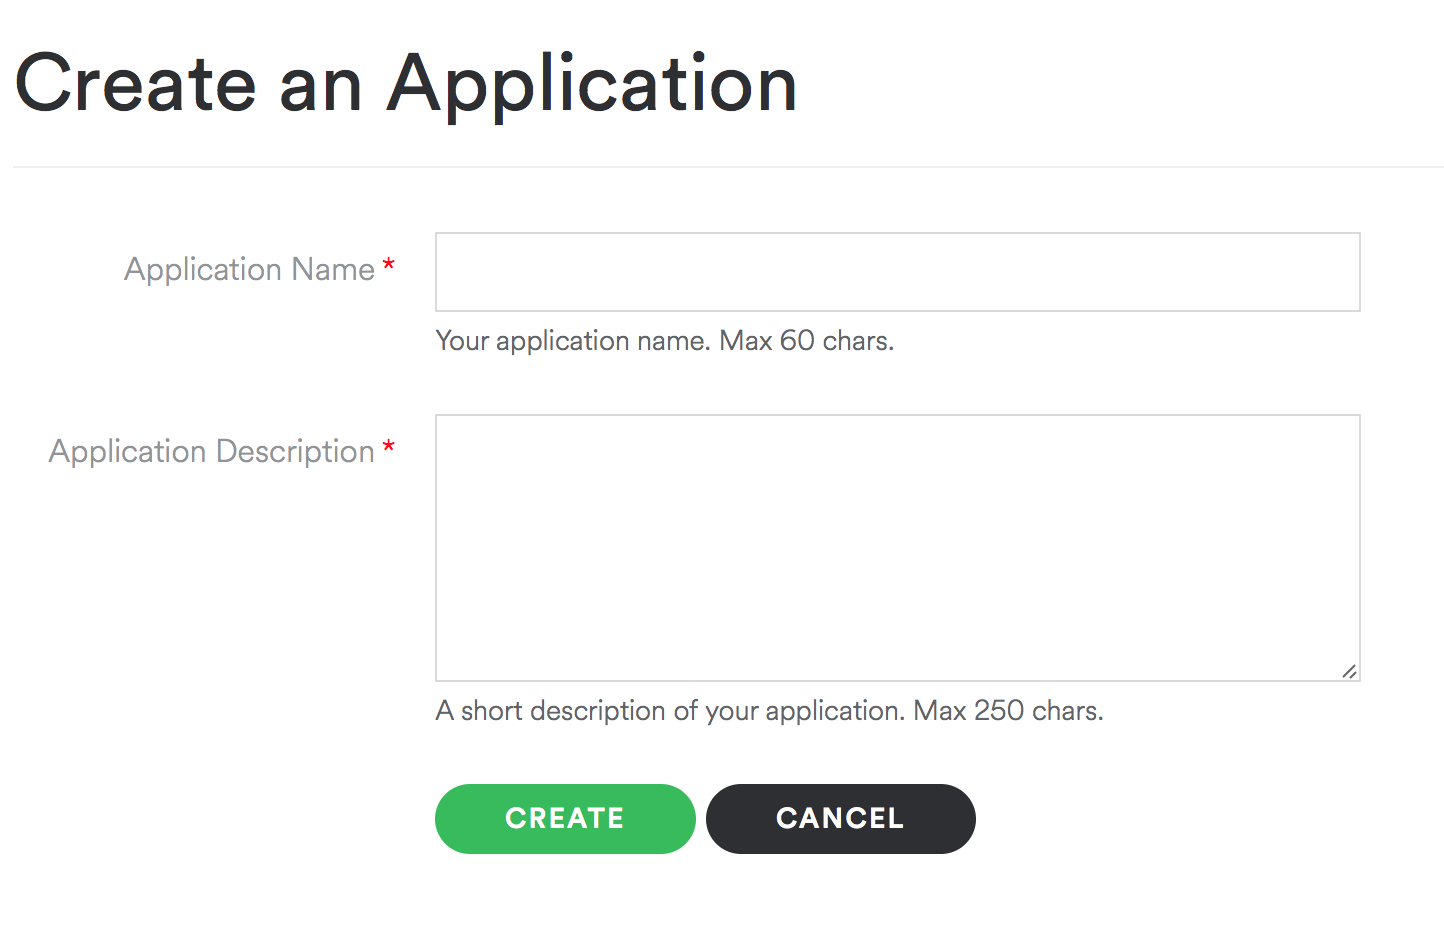 Create an Application
Application Name *
Your application name. Max 60 chars.
Application Description *
A short description of your application. Max 250 chars.
CREATE CANCEL